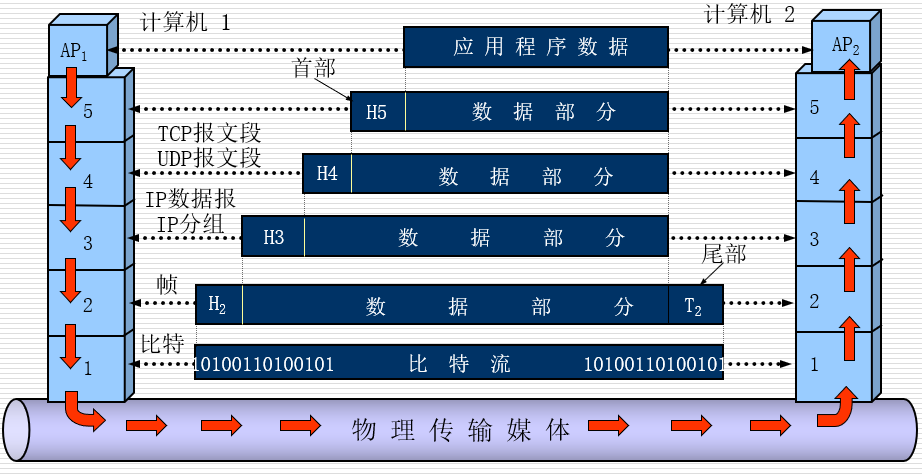 计算机 1
计算机 2
AP1
应用程序数据
AP2
首部
5
H5 数据部分
5
TCP报文段
UDP报文段
4
H4 数据部分
4
IP数据报
IP分组
3
H3 数据部分
3
尾部
帧
2
H2 数据部分 T2
2
比特
1
10100110100101 比特流 10100110100101
1
物理传输媒体